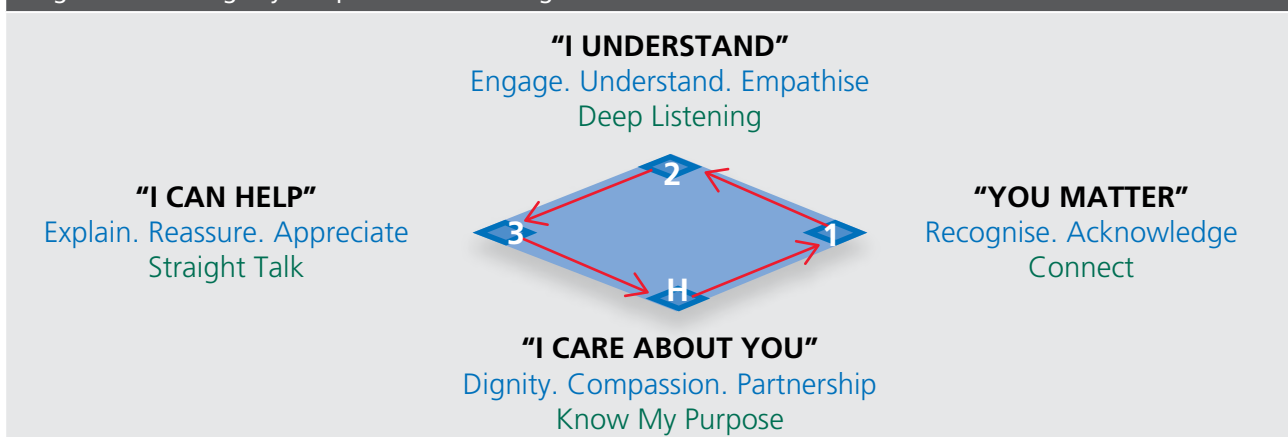 "I UNDERSTAND"
Engage. Understand. Empathise
Deep Listening
2
"I CAN HELP"
Explain. Reassure. Appreciate
Straight Talk
3
1
"YOU MATTER"
Recognise. Acknowledge
Connect
H
"I CARE ABOUT YOU"
Dignity. Compassion. Partnership
Know My Purpose